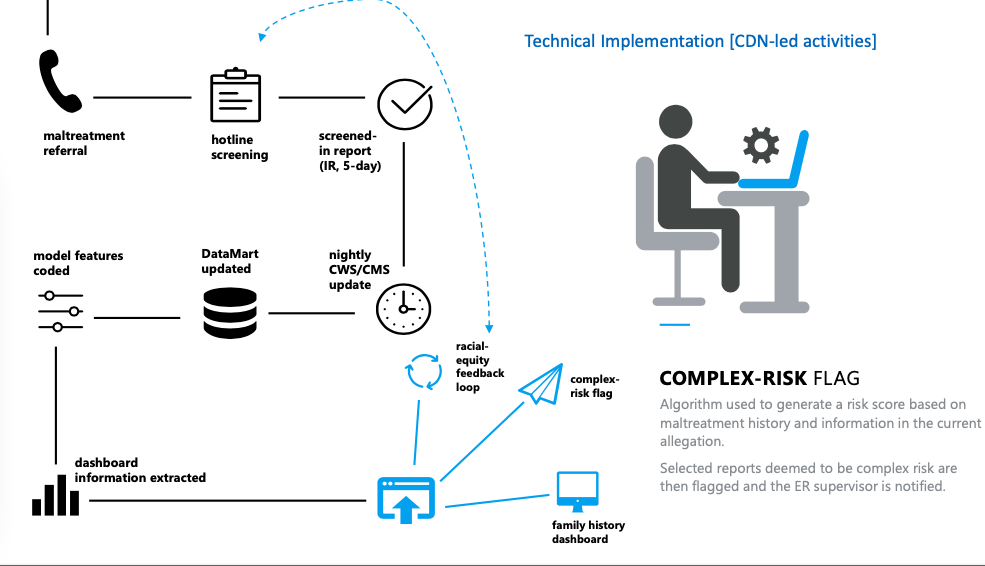 Technical Implementation [CDN-led activities]
maltreatment
referral
hotline
screening
screened-
in report
(IR, 5-day)
model features
coded
DataMart
updated
nightly
CWS/CMS
update
racial-
equity
feedback
loop
complex-
risk flag
COMPLEX-RISK FLAG
Algorithm used to generate a risk score based on
maltreatment history and information in the current
allegation.
Selected reports deemed to be complex risk are
then flagged and the ER supervisor is notified.
dashboard
information extracted
family history
dashboard